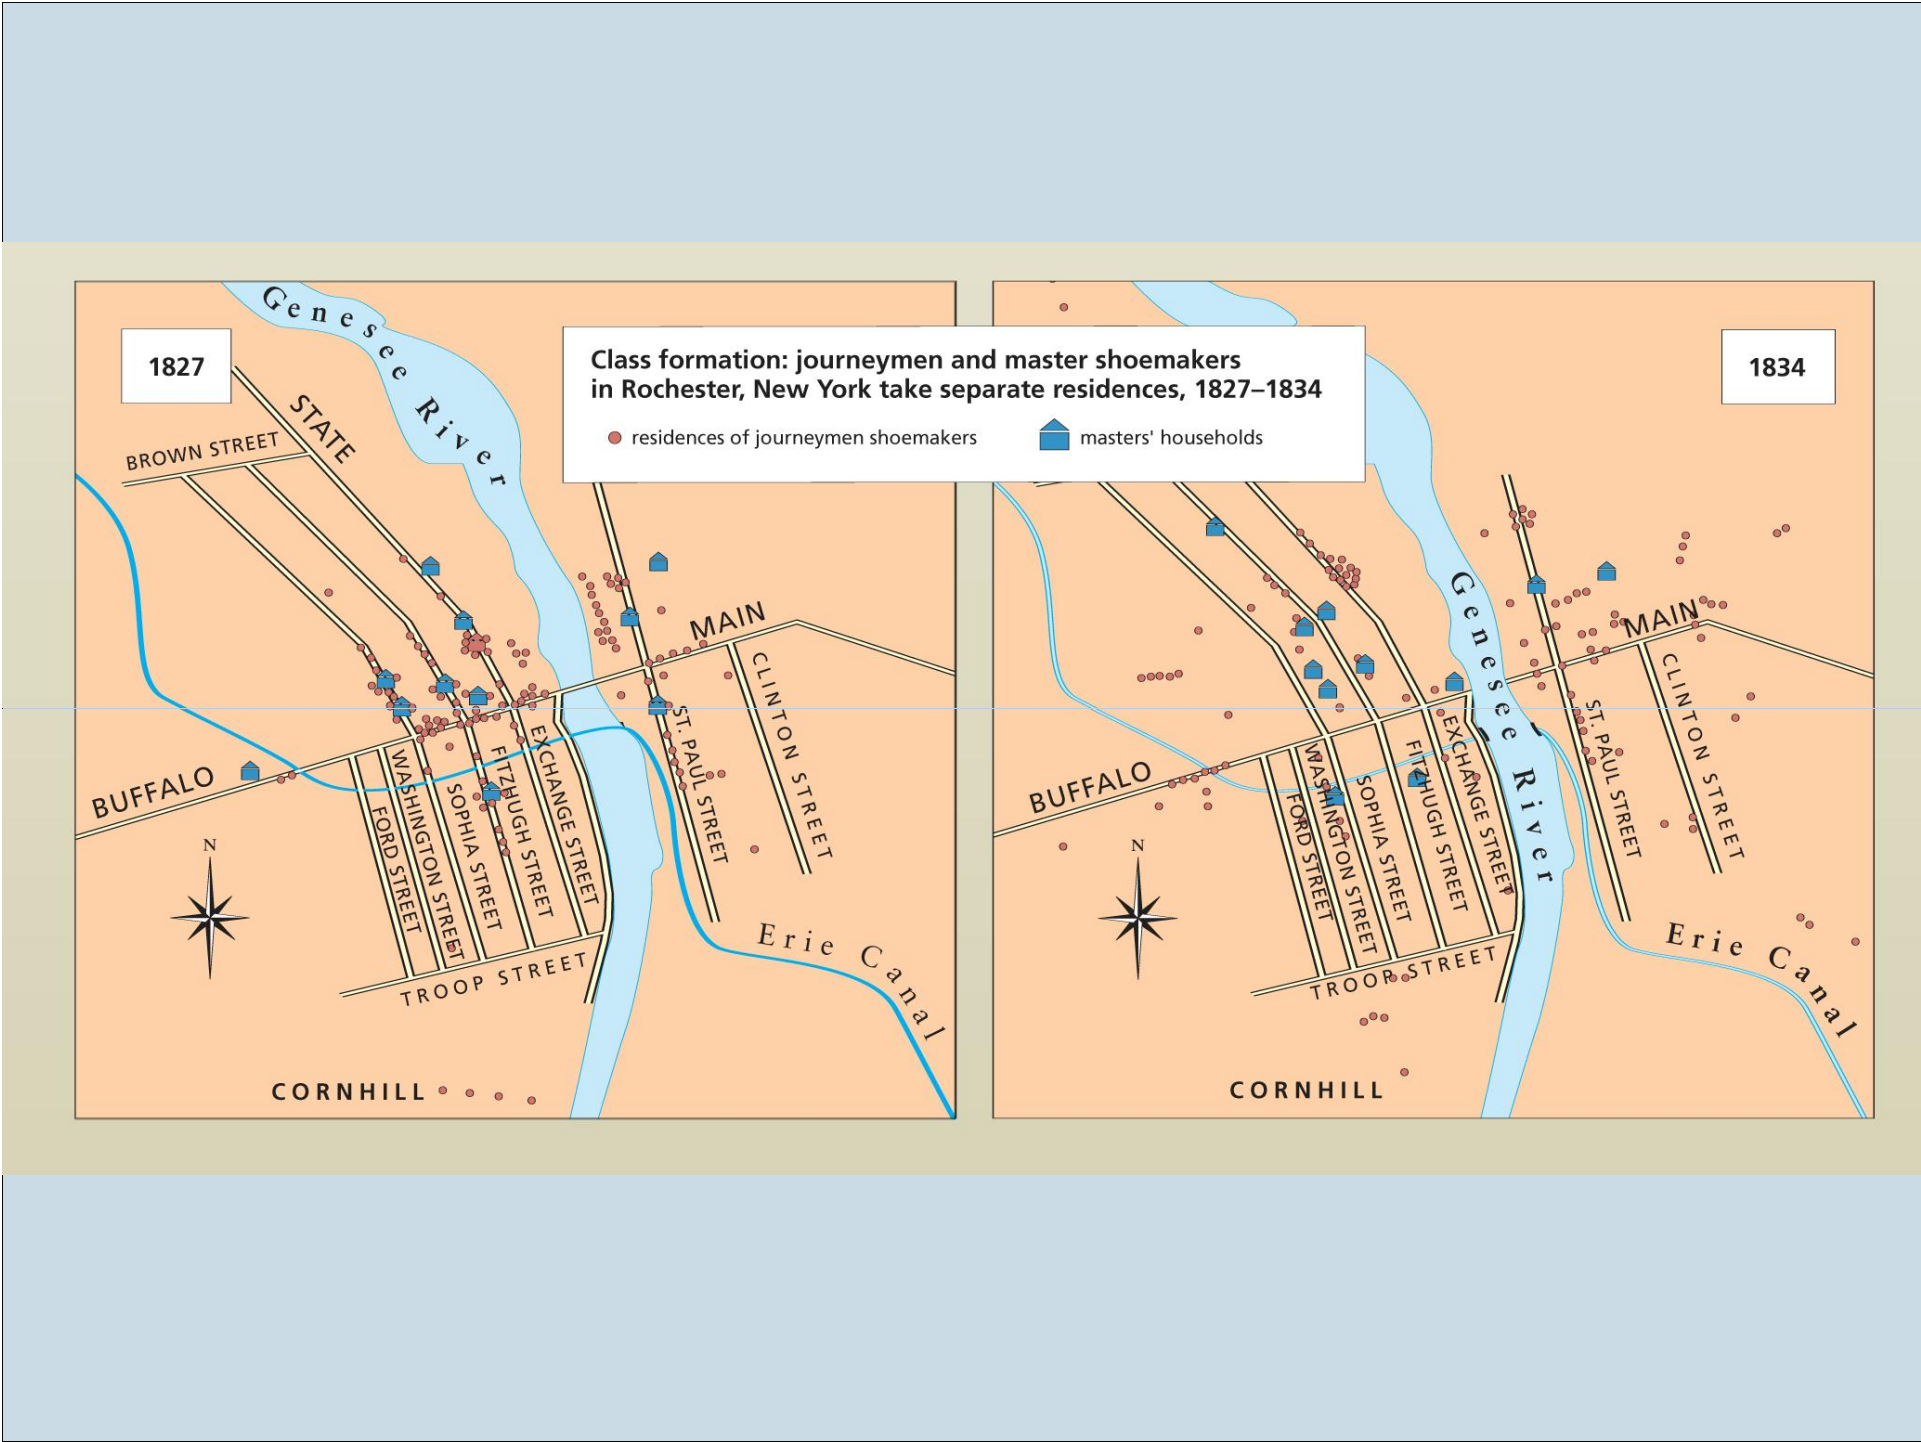 Class formation: journeymen and master shoemakers
in Rochester, New York take separate residences, 1827–1834
residences of journeymen shoemakers
masters' households
1827
Genesee River
STATE
BROWN STREET
MAIN
CLINTON STREET
ST. PAUL STREET
EXCHANGE STREET
FITZHUGH STREET
SOPHIA STREET
WASHINGTON STREET
FORD STREET
BUFFALO
N
TROOP STREET
Erie Canal
CORNHILL
1834
Genesee River
MAIN
CLINTON STREET
ST. PAUL STREET
EXCHANGE STREET
FITZHUGH STREET
SOPHIA STREET
WASHINGTON STREET
FORD STREET
BUFFALO
N
TROOP STREET
Erie Canal
CORNHILL